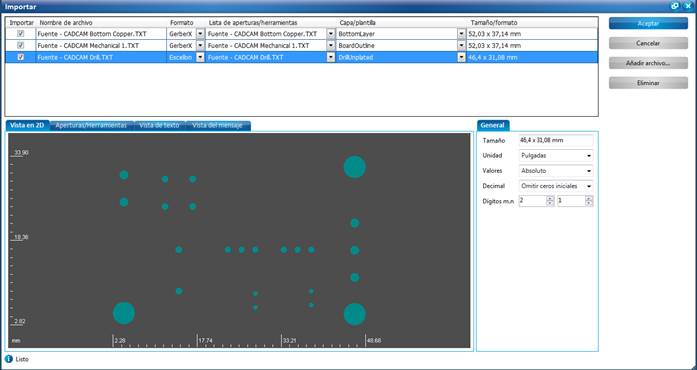 Importar
Importar Nombre de archivo Formato Lista de aperturas/herramientas Capa/plantilla Tamaño/formato
Fuente - CADCAM Bottom Copper.TXT GerberX Fuente - CADCAM Bottom Copper.TXT BottomLayer 52,03 x 37,14 mm
Fuente - CADCAM Mechanical 1.TXT GerberX Fuente - CADCAM Mechanical 1.TXT BoardOutline 52,03 x 37,14 mm
Fuente - CADCAM Drill.TXT Excellon Fuente - CADCAM Drill.TXT DrillUnplated 46,4 x 31,08 mm
Aceptar
Cancelar
Añadir archivo...
Eliminar
Vista en 2D Aperturas/Herramientas Vista de texto Vista del mensaje
33.90
18.36
2.82
mm 2.28 17.74 33.21 48.68
General
Tamaño 46,4 x 31,08 mm
Unidad Pulgadas
Valores Absoluto
Decimal Omitir ceros iniciales
Dígitos m.n 2 1
Listo